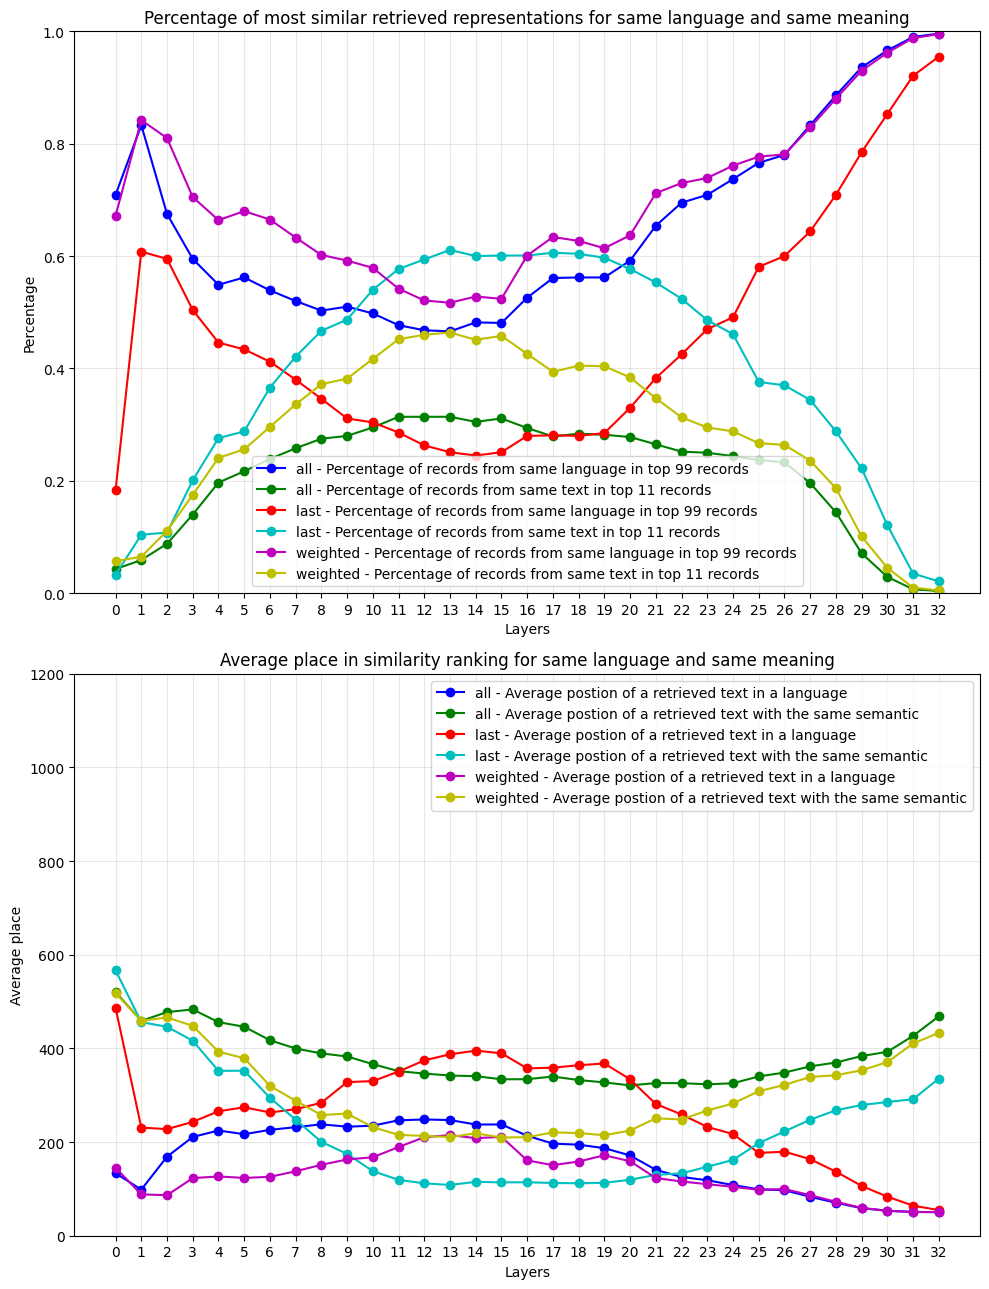 Percentage of most similar retrieved representations for same language and same meaning
1.0
0.8
0.6
0.4
0.2
0.0
Percentage
all - Percentage of records from same language in top 99 records
all - Percentage of records from same text in top 11 records
last - Percentage of records from same language in top 99 records
last - Percentage of records from same text in top 11 records
weighted - Percentage of records from same language in top 99 records
weighted - Percentage of records from same text in top 11 records
0 1 2 3 4 5 6 7 8 9 10 11 12 13 14 15 16 17 18 19 20 21 22 23 24 25 26 27 28 29 30 31 32
Layers
Average place in similarity ranking for same language and same meaning
1200
1000
800
600
400
200
0
Average place
all - Average postion of a retrieved text in a language
all - Average postion of a retrieved text with the same semantic
last - Average postion of a retrieved text in a language
last - Average postion of a retrieved text with the same semantic
weighted - Average postion of a retrieved text in a language
weighted - Average postion of a retrieved text with the same semantic
0 1 2 3 4 5 6 7 8 9 10 11 12 13 14 15 16 17 18 19 20 21 22 23 24 25 26 27 28 29 30 31 32
Layers